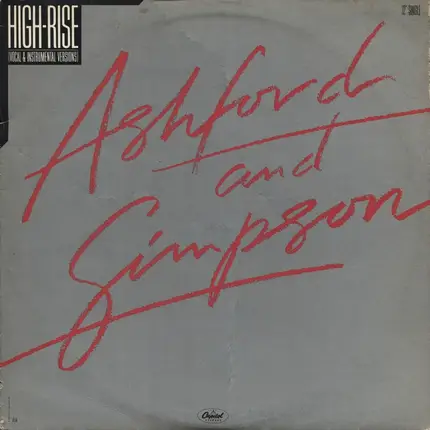 HIGH-RISE
(VOCAL & INSTRUMENTAL VERSIONS)
12" SINGLE
Ashford
and
Simpson
Capitol